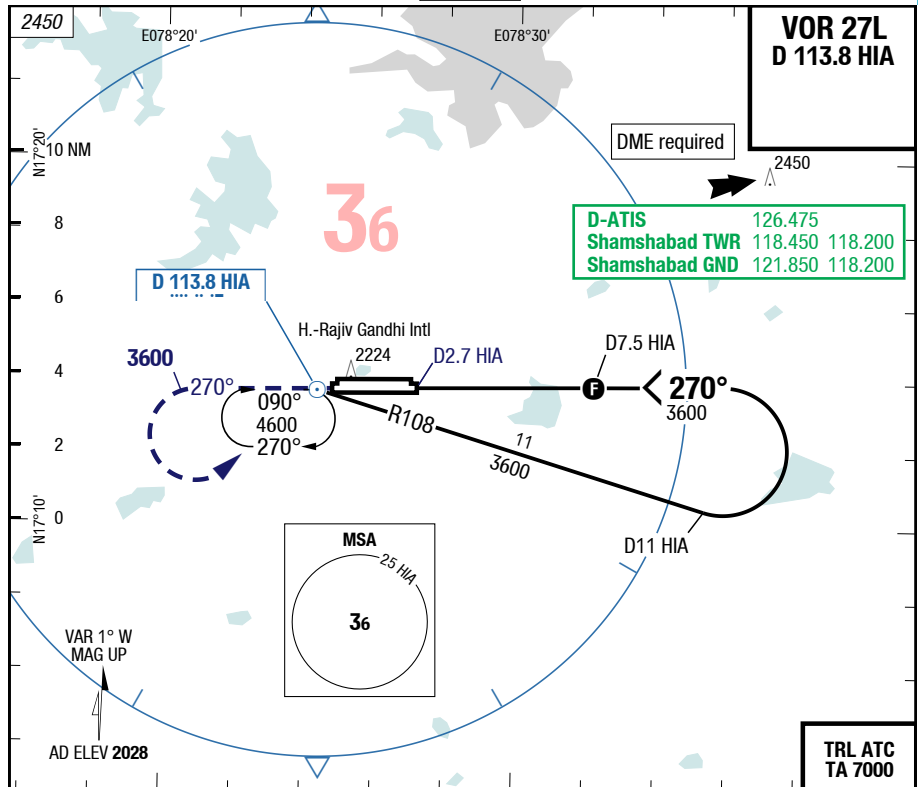 2450
E078°20'
E078°30'
VOR 27L
D 113.8 HIA
N17°20'
10 NM
DME required
2450
36
D-ATIS 126.475
Shamshabad TWR 118.450 118.200
Shamshabad GND 121.850 118.200
8
D 113.8 HIA
6
H.-Rajiv Gandhi Intl
D7.5 HIA
3600
2224
D2.7 HIA
4
270°
F
270°
090°
3600
4600
R108
270°
11
3600
2
N17°10'
0
D11 HIA
MSA
25 HIA
36
VAR 1° W
MAG UP
AD ELEV 2028
TRL ATC
TA 7000